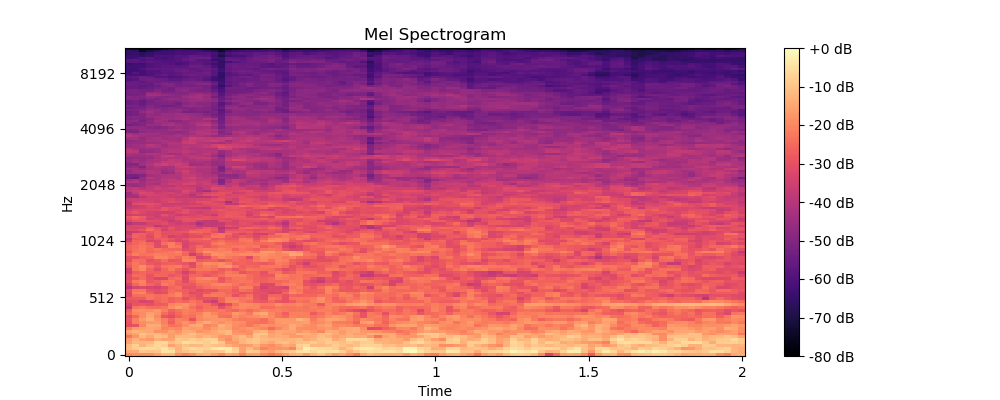 Mel Spectrogram
Hz
8192
4096
2048
1024
512
0
0 0.5 1 1.5 2
Time
+0 dB
-10 dB
-20 dB
-30 dB
-40 dB
-50 dB
-60 dB
-70 dB
-80 dB